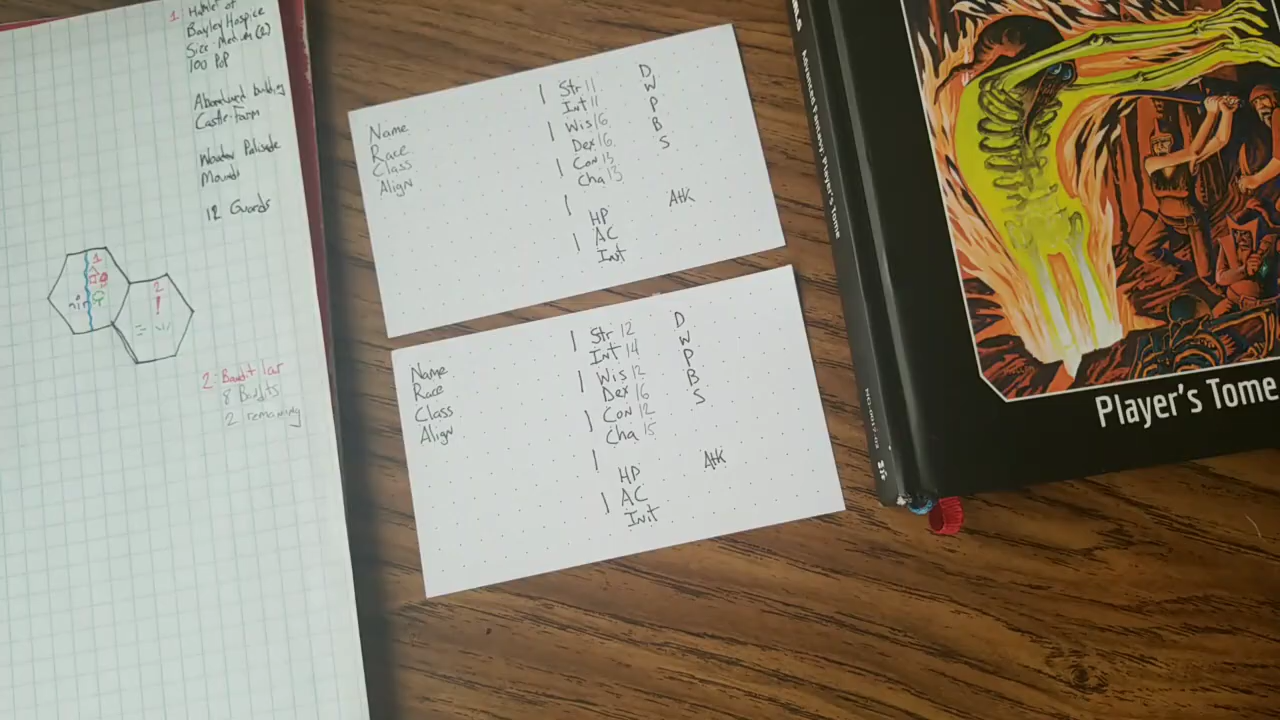 1 Hamlet of
Bayley Hospice
Size Medium (2)
100 Pop
Abandoned building
Castle: Farm
Wooden Palisade
Mound
12 Guards
1
2
!
2: Bandit lair
8 Bandits
2 remaining
Name
Race
Class
Align
Str 11
Int 11
Wis 16
Dex 16
Con 13
Cha 13
HP
AC
Init
D
W
P
B
S
Atk
Name
Race
Class
Align
Str 12
Int 14
Wis 12
Dex 16
Con 12
Cha 15
HP
AC
Init
D
W
P
B
S
Atk
Advanced Fantasy: Player's Tome
Player's Tome